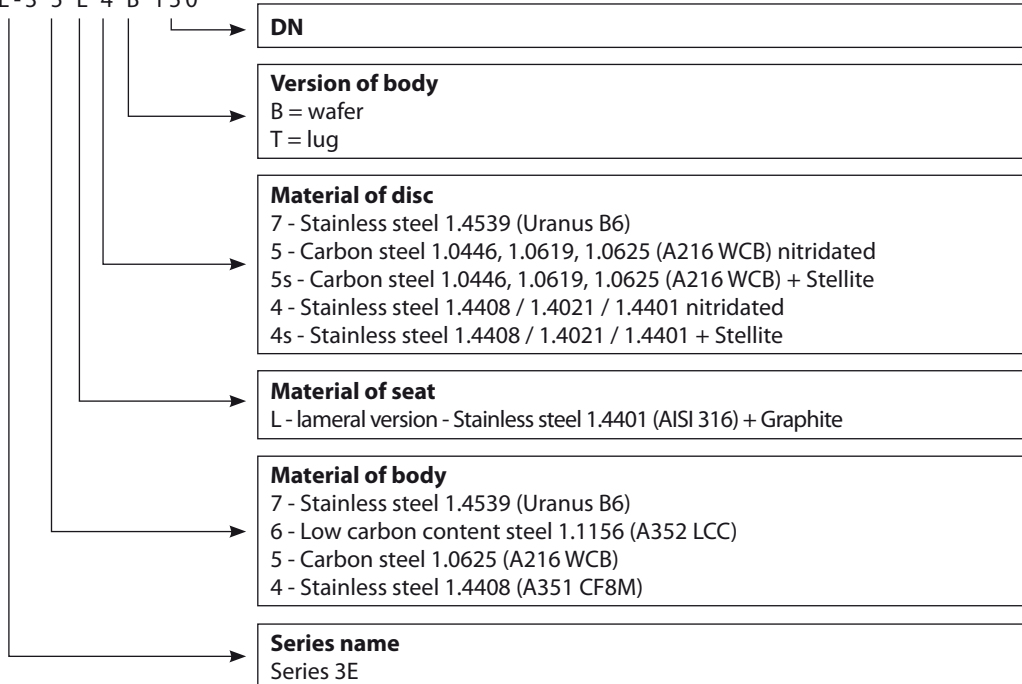 DN
Version of body
B = wafer
T = lug
Material of disc
7 - Stainless steel 1.4539 (Uranus B6)
5 - Carbon steel 1.0446, 1.0619, 1.0625 (A216 WCB) nitridated
5s - Carbon steel 1.0446, 1.0619, 1.0625 (A216 WCB) + Stellite
4 - Stainless steel 1.4408 / 1.4021 / 1.4401 nitridated
4s - Stainless steel 1.4408 / 1.4021 / 1.4401 + Stellite
Material of seat
L - lameral version - Stainless steel 1.4401 (AISI 316) + Graphite
Material of body
7 - Stainless steel 1.4539 (Uranus B6)
6 - Low carbon content steel 1.1156 (A352 LCC)
5 - Carbon steel 1.0625 (A216 WCB)
4 - Stainless steel 1.4408 (A351 CF8M)
Series name
Series 3E